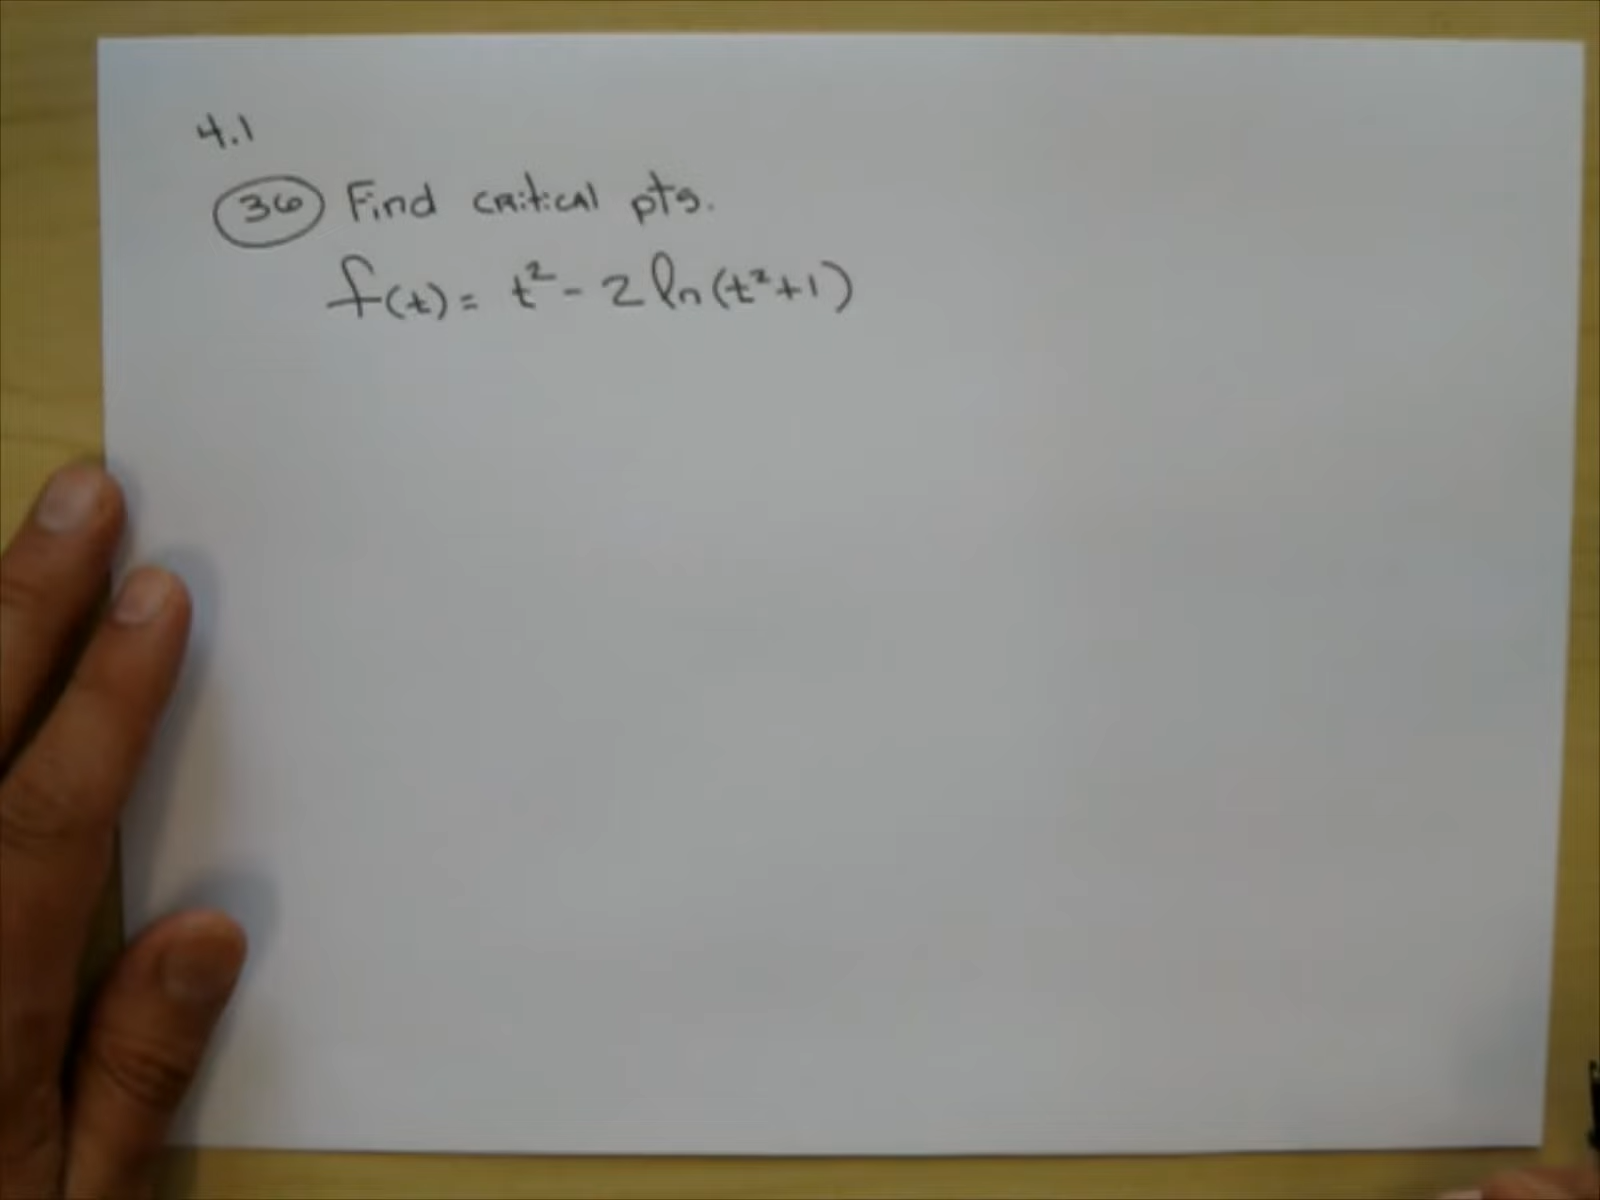 4.1
36 Find critical pts.
f(t) = t² - 2 ln(t²+1)